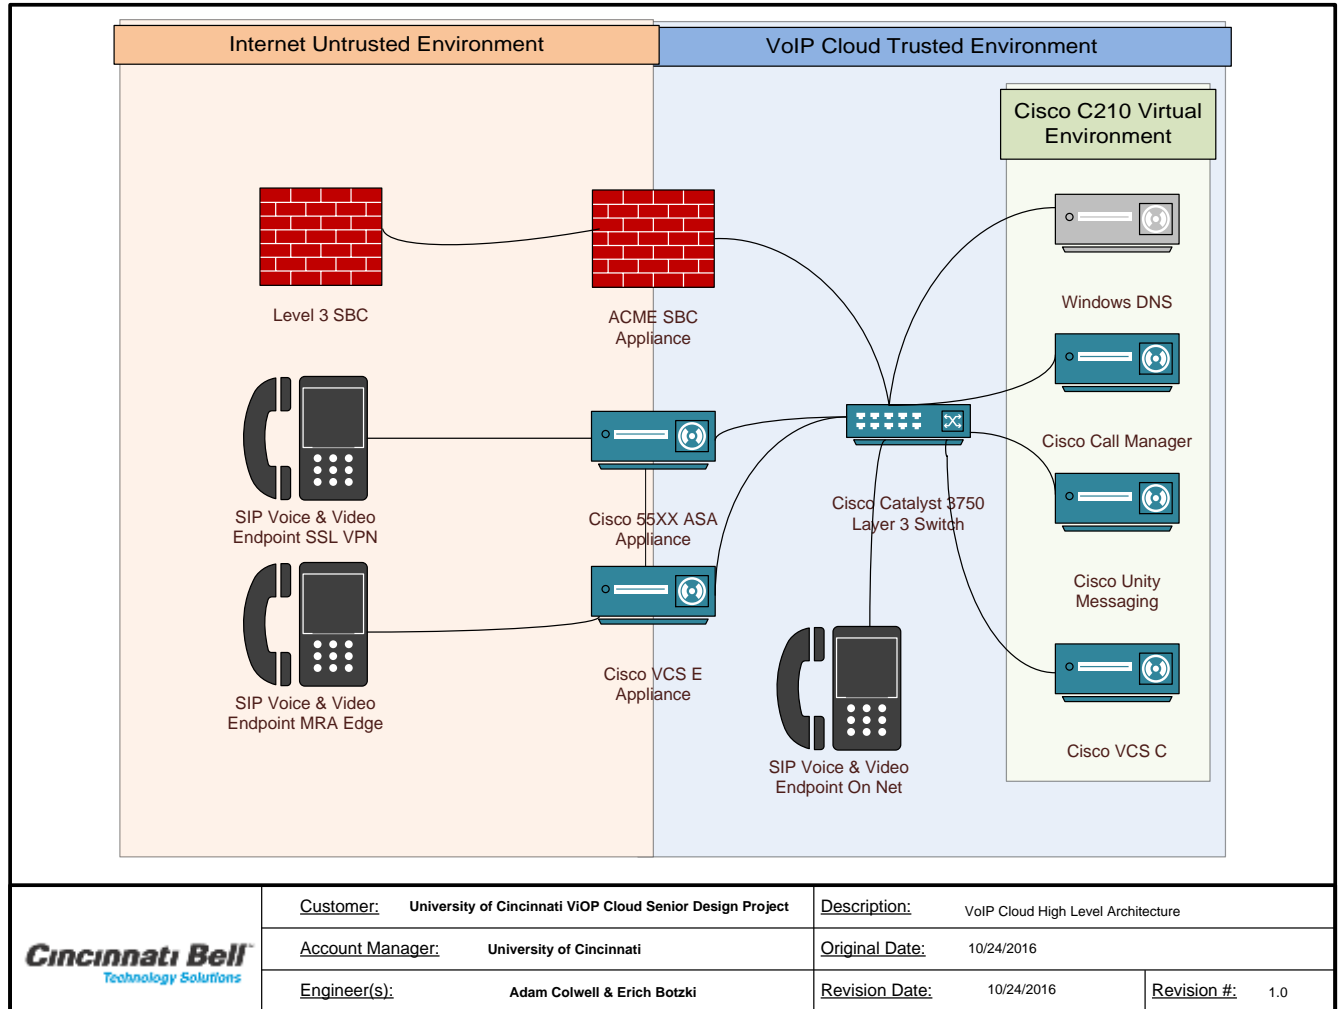 Internet Untrusted Environment
VoIP Cloud Trusted Environment
Cisco C210 Virtual
Environment
Level 3 SBC
ACME SBC
Appliance
Windows DNS
Cisco Call Manager
SIP Voice & Video
Endpoint SSL VPN
Cisco 55XX ASA
Appliance
Cisco Catalyst 3750
Layer 3 Switch
Cisco Unity
Messaging
SIP Voice & Video
Endpoint MRA Edge
Cisco VCS E
Appliance
SIP Voice & Video
Endpoint On Net
Cisco VCS C
Cincinnati Bell
Technology Solutions
Customer: University of Cincinnati ViOP Cloud Senior Design Project
Description: VoIP Cloud High Level Architecture
Account Manager: University of Cincinnati
Original Date: 10/24/2016
Engineer(s): Adam Colwell & Erich Botzki
Revision Date: 10/24/2016
Revision #: 1.0